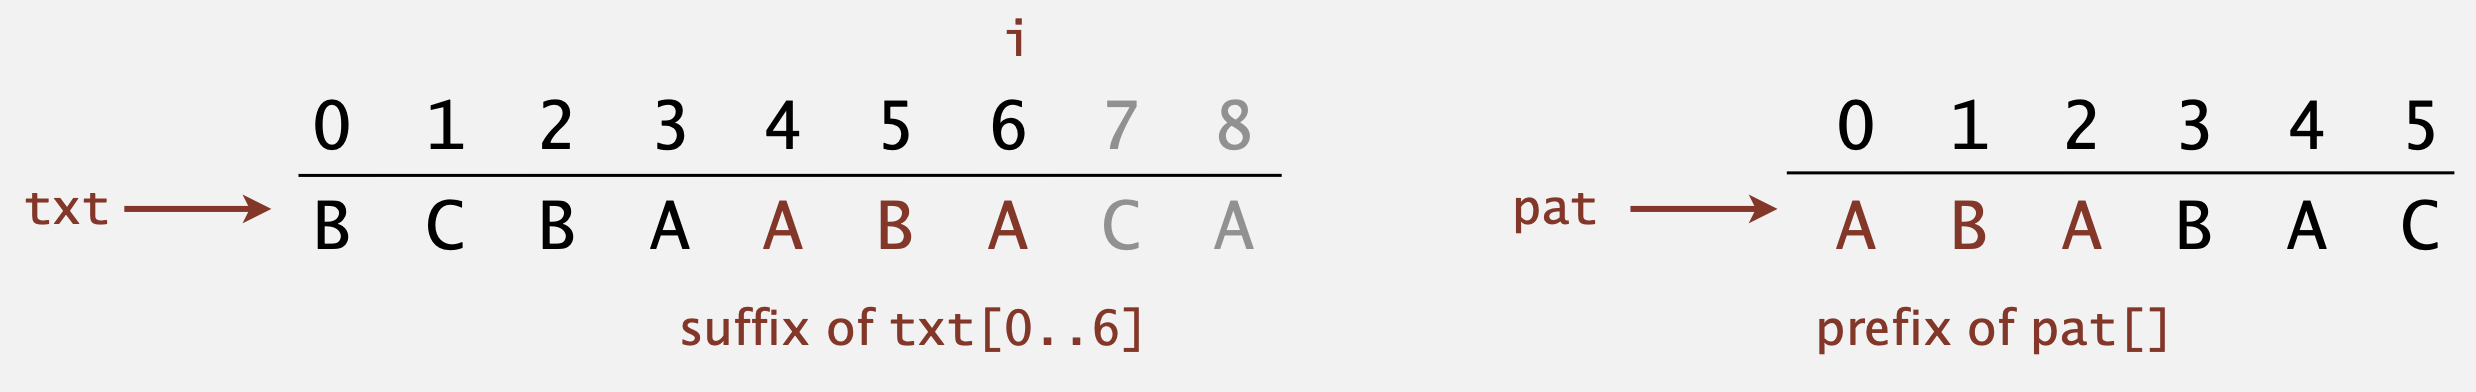 i
0 1 2 3 4 5 6 7 8
0 1 2 3 4 5
txt B C B A A B A C A
pat A B A B A C
suffix of txt[0..6]
prefix of pat[]